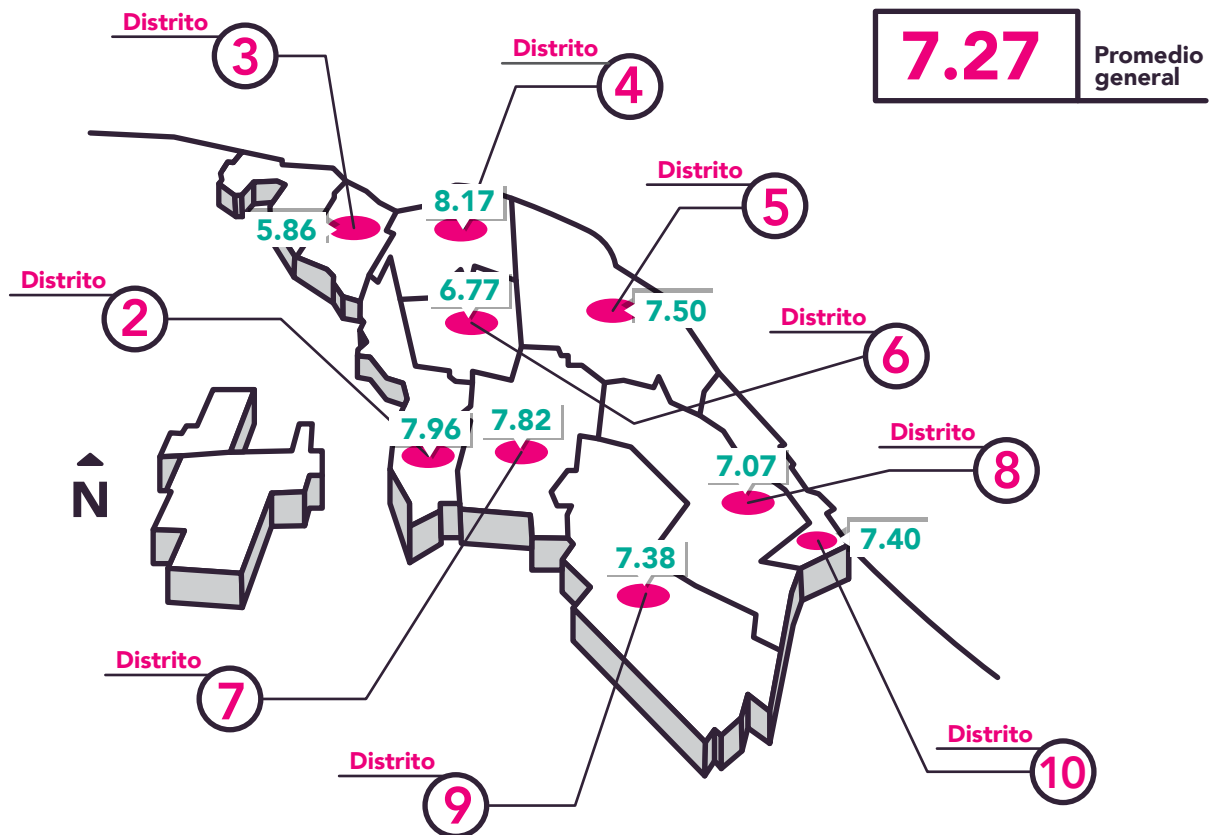 Distrito
3
Distrito
4
7.27
Promedio
general
Distrito
5
8.17
5.86
Distrito
2
6.77
7.50
Distrito
6
7.96
7.82
Distrito
8
7.07
N
7.40
7.38
Distrito
7
Distrito
9
Distrito
10